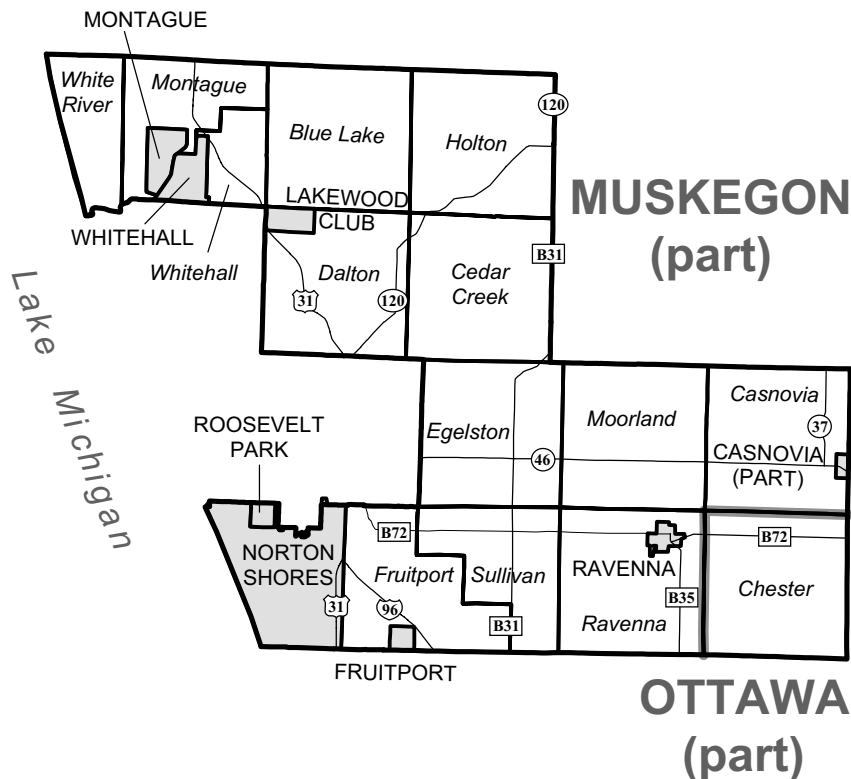 MONTAGUE
White
River
Montague
Blue Lake
Holton
120
MUSKEGON
(part)
LAKEWOOD
CLUB
WHITEHALL
Whitehall
Dalton
Cedar
Creek
B31
31
120
Lake Michigan
ROOSEVELT
PARK
Egelston
Moorland
Casnovia
37
46
CASNOVIA
(PART)
NORTON
SHORES
B72
Fruitport
Sullivan
RAVENNA
B72
Chester
31
96
B31
Ravenna
B35
FRUITPORT
OTTAWA
(part)